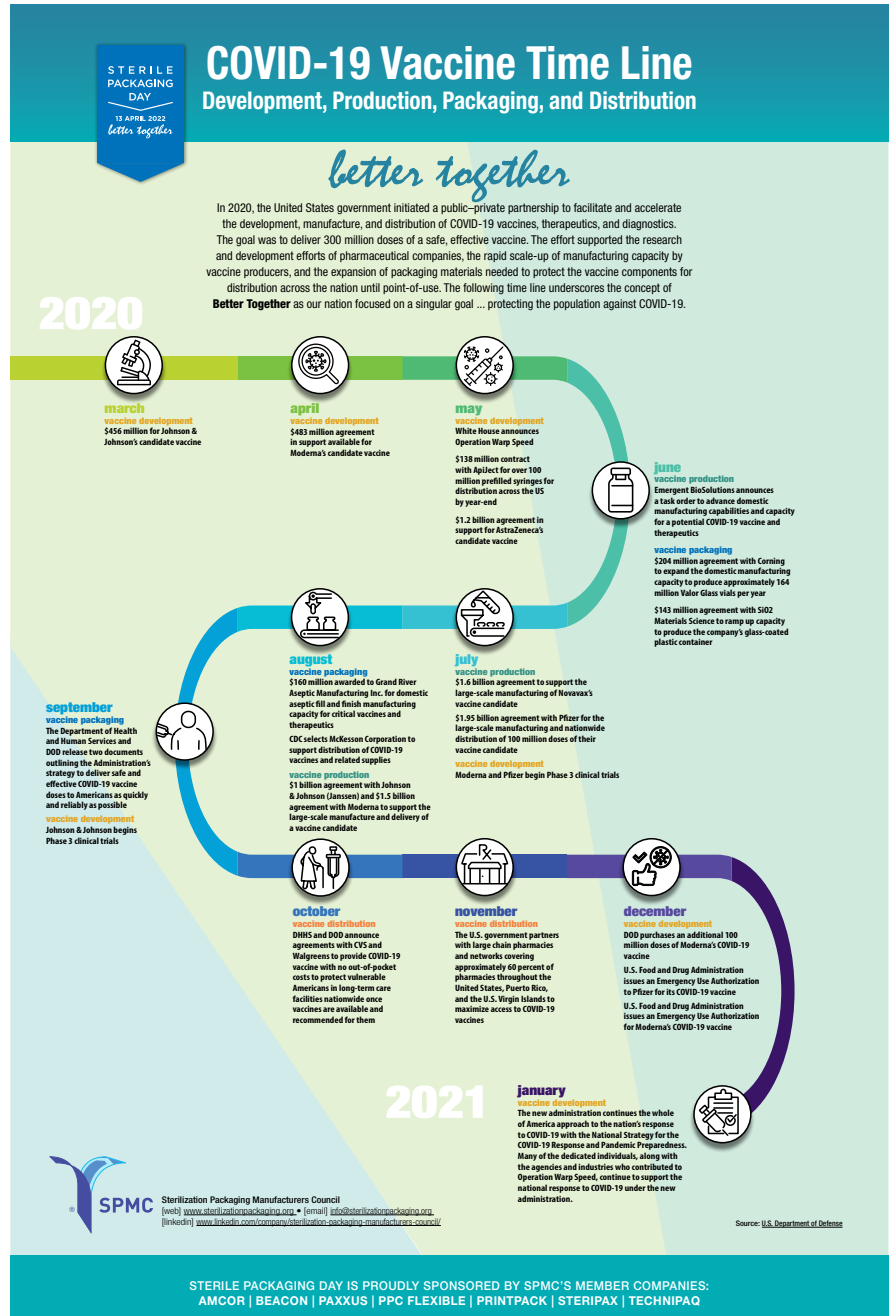 STERILE
PACKAGING
DAY
13 APRIL 2022
better together
COVID-19 Vaccine Time Line
Development, Production, Packaging, and Distribution
better together
In 2020, the United States government initiated a public–private partnership to facilitate and accelerate
the development, manufacture, and distribution of COVID-19 vaccines, therapeutics, and diagnostics.
The goal was to deliver 300 million doses of a safe, effective vaccine. The effort supported the research
and development efforts of pharmaceutical companies, the rapid scale-up of manufacturing capacity by
vaccine producers, and the expansion of packaging materials needed to protect the vaccine components for
distribution across the nation until point-of-use. The following time line underscores the concept of
Better Together as our nation focused on a singular goal ... protecting the population against COVID-19.
2020
march
vaccine development
$456 million for Johnson &
Johnson's candidate vaccine
april
vaccine development
$483 million agreement
in support available for
Moderna's candidate vaccine
may
vaccine development
White House announces
Operation Warp Speed
$138 million contract
with ApiJect for over 100
million prefilled syringes for
distribution across the US
by year-end
$1.2 billion agreement in
support for AstraZeneca's
candidate vaccine
june
vaccine production
Emergent BioSolutions announces
a task order to advance domestic
manufacturing capabilities and capacity
for a potential COVID-19 vaccine and
therapeutics
vaccine packaging
$204 million agreement with Corning
to expand the domestic manufacturing
capacity to produce approximately 164
million Valor Glass vials per year
$143 million agreement with SiO2
Materials Science to ramp up capacity
to produce the company's glass-coated
plastic container
july
vaccine production
$1.6 billion agreement to support the
large-scale manufacturing of Novavax's
vaccine candidate
$1.95 billion agreement with Pfizer for the
large-scale manufacturing and nationwide
distribution of 100 million doses of their
vaccine candidate
vaccine development
Moderna and Pfizer begin Phase 3 clinical trials
august
vaccine packaging
$160 million awarded to Grand River
Aseptic Manufacturing Inc. for domestic
aseptic fill and finish manufacturing
capacity for critical vaccines and
therapeutics
CDC selects McKesson Corporation to
support distribution of COVID-19
vaccines and related supplies
vaccine production
$1 billion agreement with Johnson
& Johnson (Janssen) and $1.5 billion
agreement with Moderna to support the
large-scale manufacture and delivery of
a vaccine candidate
september
vaccine packaging
The Department of Health
and Human Services and
DOD release two documents
outlining the Administration's
strategy to deliver safe and
effective COVID-19 vaccine
doses to Americans as quickly
and reliably as possible
vaccine development
Johnson & Johnson begins
Phase 3 clinical trials
october
vaccine distribution
DHHS and DOD announce
agreements with CVS and
Walgreens to provide COVID-19
vaccine with no out-of-pocket
costs to protect vulnerable
Americans in long-term care
facilities nationwide once
vaccines are available and
recommended for them
Rx
november
vaccine distribution
The U.S. government partners
with large chain pharmacies
and networks covering
approximately 60 percent of
pharmacies throughout the
United States, Puerto Rico,
and the U.S. Virgin Islands to
maximize access to COVID-19
vaccines
december
vaccine development
DOD purchases an additional 100
million doses of Moderna's COVID-19
vaccine
U.S. Food and Drug Administration
issues an Emergency Use Authorization
to Pfizer for its COVID-19 vaccine
U.S. Food and Drug Administration
issues an Emergency Use Authorization
for Moderna's COVID-19 vaccine
2021
january
vaccine development
The new administration continues the whole
of America approach to the nation's response
to COVID-19 with the National Strategy for the
COVID-19 Response and Pandemic Preparedness.
Many of the dedicated individuals, along with
the agencies and industries who contributed to
Operation Warp Speed, continue to support the
national response to COVID-19 under the new
administration.
® SPMC
Sterilization Packaging Manufacturers Council
[web] www.sterilizationpackaging.org • [email] info@sterilizationpackaging.org
[linkedin] www.linkedin.com/company/sterilization-packaging-manufacturers-council/
Source: U.S. Department of Defense
STERILE PACKAGING DAY IS PROUDLY SPONSORED BY SPMC'S MEMBER COMPANIES:
AMCOR | BEACON | PAXXUS | PPC FLEXIBLE | PRINTPACK | STERIPAX | TECHNIPAQ